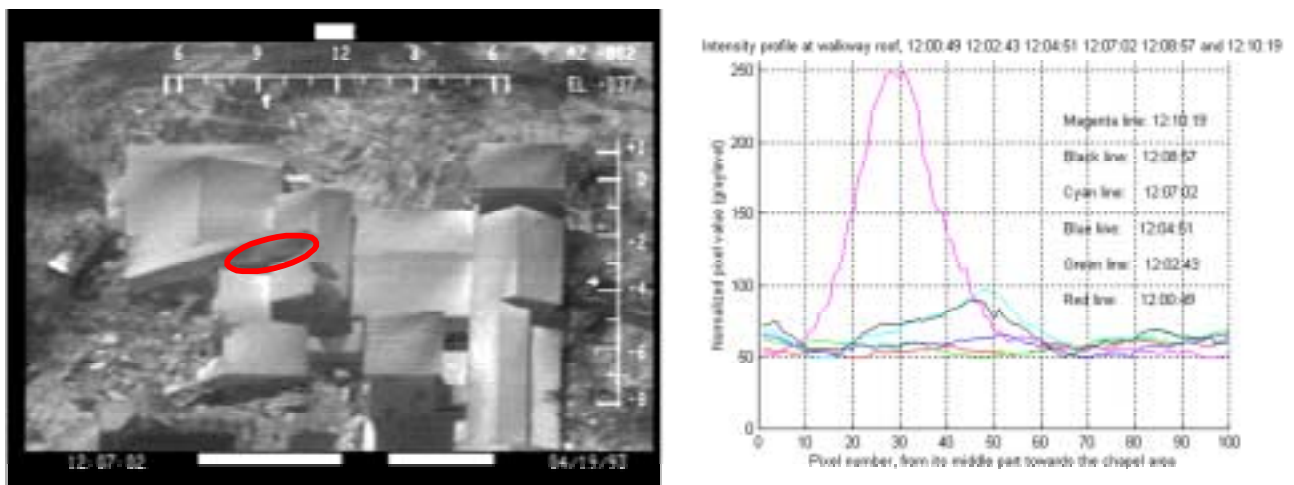 6 9 12 3 6 AZ -002
EL -037
+1
0
-2
-4
-6
-8
12-07-02 04/19/93
Intensity profile at walkway roof, 12:00:49 12:02:43 12:04:51 12:07:02 12:08:57 and 12:10:19
Normalized pixel value (graylevel)
250
200
150
100
50
0
Magenta line: 12:10:19
Black line: 12:08:57
Cyan line: 12:07:02
Blue line: 12:04:51
Green line: 12:02:43
Red line: 12:00:49
0 10 20 30 40 50 60 70 80 90 100
Pixel number, from its middle part towards the chapel area